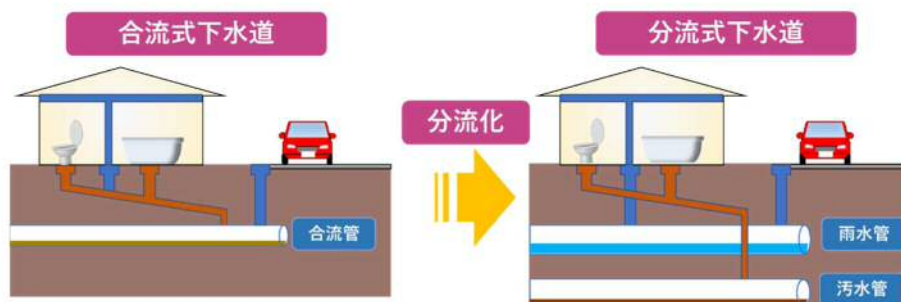 合流式下水道
分流式下水道
分流化
合流管
雨水管
汚水管